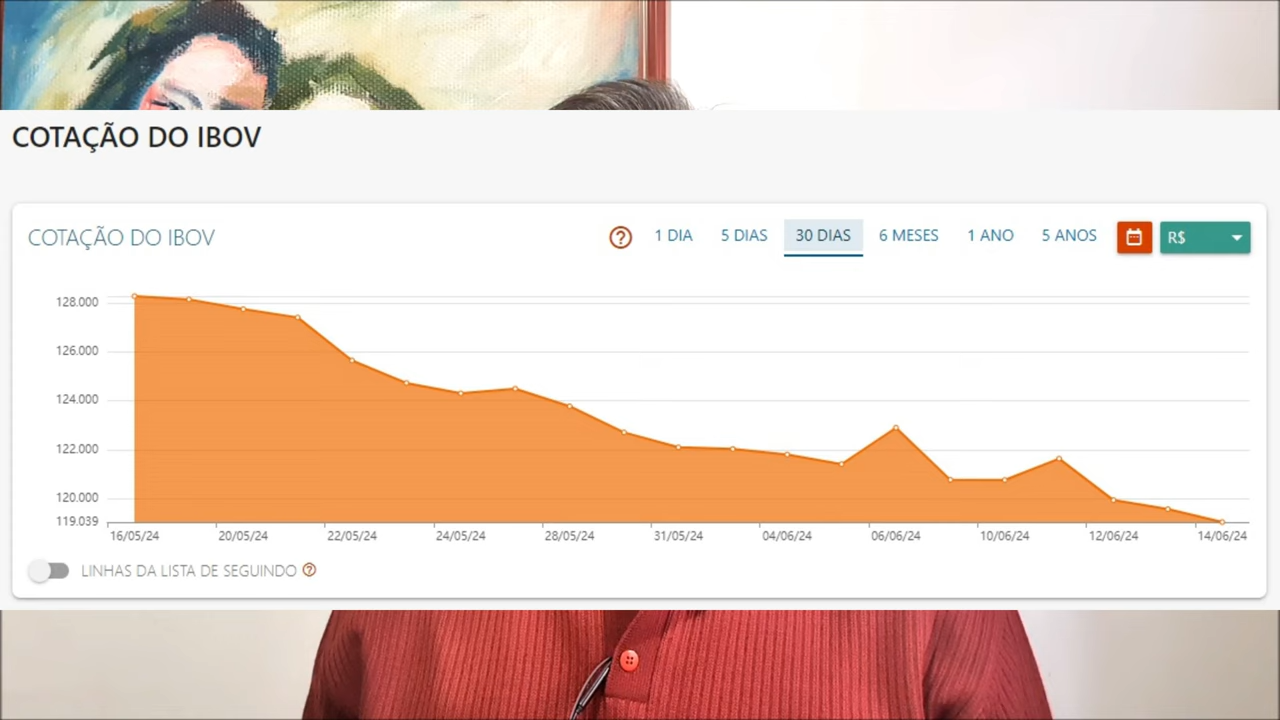 COTAÇÃO DO IBOV
COTAÇÃO DO IBOV
1 DIA 5 DIAS 30 DIAS 6 MESES 1 ANO 5 ANOS R$
128.000
126.000
124.000
122.000
120.000
119.039
16/05/24 20/05/24 22/05/24 24/05/24 28/05/24 31/05/24 04/06/24 06/06/24 10/06/24 12/06/24 14/06/24
LINHAS DA LISTA DE SEGUINDO